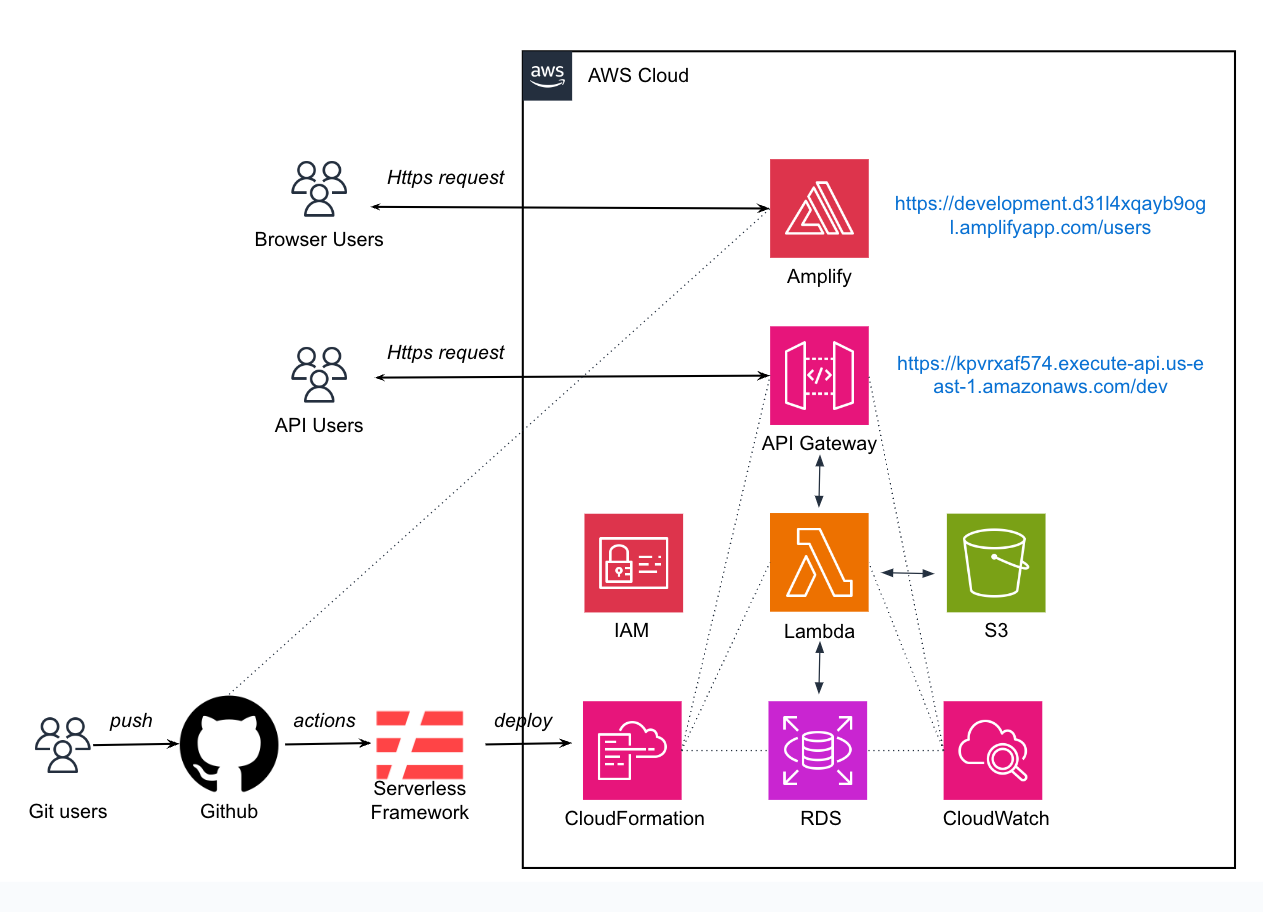 aws
AWS Cloud
Https request
Browser Users
https://development.d31l4xqayb9og
l.amplifyapp.com/users
Amplify
Https request
API Users
https://kpvrxaf574.execute-api.us-e
ast-1.amazonaws.com/dev
API Gateway
IAM
Lambda
S3
push
actions
deploy
Git users
Github
Serverless
Framework
CloudFormation
RDS
CloudWatch